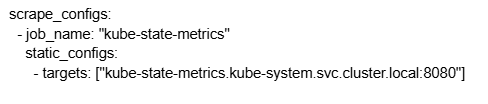 scrape_configs:
  - job_name: "kube-state-metrics"
    static_configs:
      - targets: ["kube-state-metrics.kube-system.svc.cluster.local:8080"]